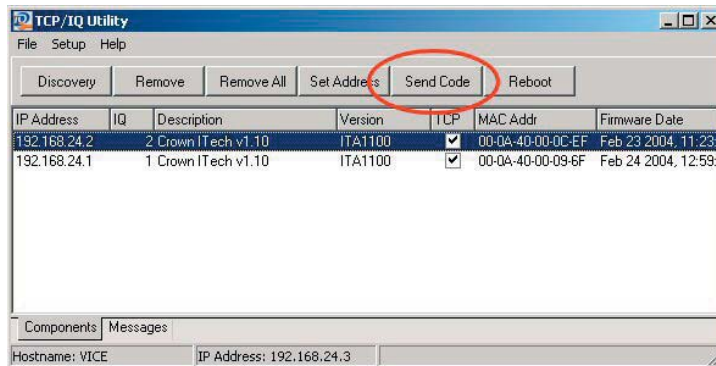 TCP/IQ Utility
File Setup Help
Discovery Remove Remove All Set Address Send Code Reboot
IP Address IQ Description Version TCP MAC Addr Firmware Date
192.168.24.2 2 Crown ITech v1.10 ITA1100 00-0A-40-00-0C-EF Feb 23 2004, 11:23:
192.168.24.1 1 Crown ITech v1.10 ITA1100 00-0A-40-00-09-6F Feb 24 2004, 12:59:
Components Messages
Hostname: VICE IP Address: 192.168.24.3